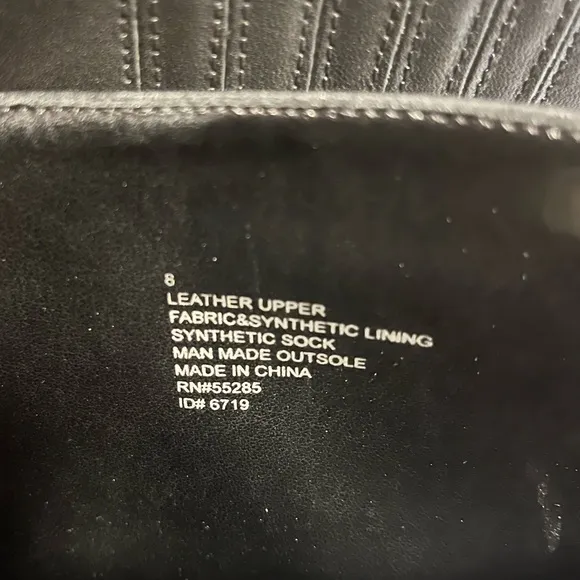 8
LEATHER UPPER
FABRIC&SYNTHETIC LINING
SYNTHETIC SOCK
MAN MADE OUTSOLE
MADE IN CHINA
RN#55285
ID# 6719